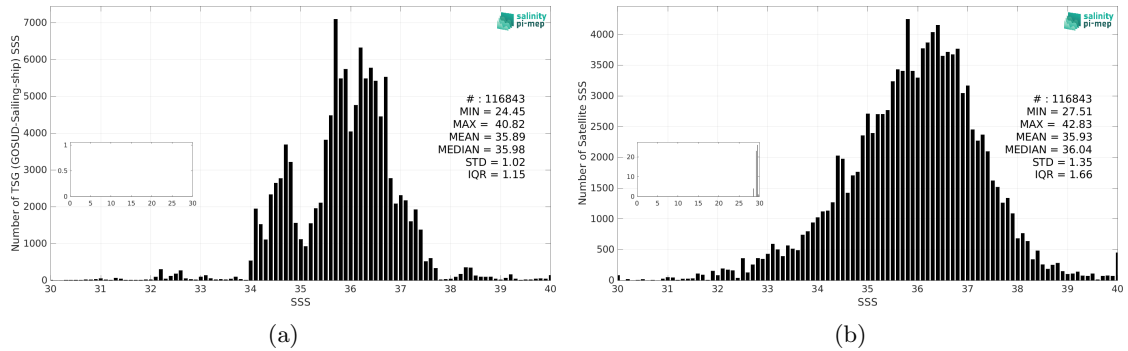 7000
6000
5000
4000
3000
2000
1000
0
Number of TSG (GOSUD-Sailing-ship) SSS
salinity
pi-mep
# : 116843
MIN = 24.45
MAX = 40.82
MEAN = 35.89
MEDIAN = 35.98
STD = 1.02
IQR = 1.15
1
0.5
0
0 5 10 15 20 25 30
30 31 32 33 34 35 36 37 38 39 40
SSS
(a)
4000
3500
3000
2500
2000
1500
1000
500
0
Number of Satellite SSS
salinity
pi-mep
# : 116843
MIN = 27.51
MAX = 42.83
MEAN = 35.93
MEDIAN = 36.04
STD = 1.35
IQR = 1.66
20
10
0
0 5 10 15 20 25 30
30 31 32 33 34 35 36 37 38 39 40
SSS
(b)